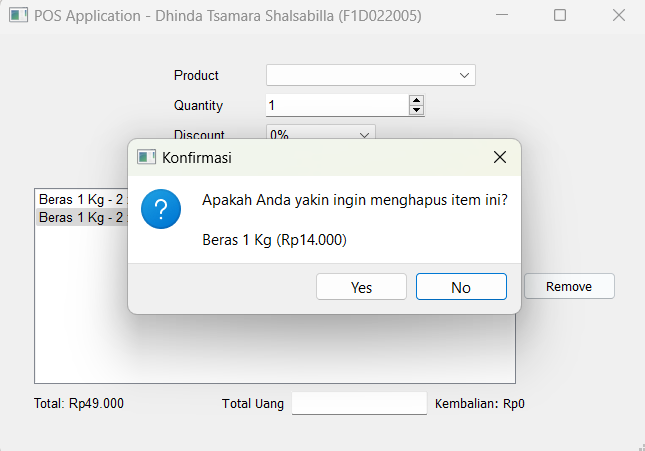 POS Application - Dhinda Tsamara Shalsabilla (F1D022005)
Product
Quantity 1
Discount 0%
Konfirmasi
Apakah Anda yakin ingin menghapus item ini?
Beras 1 Kg (Rp14.000)
Yes No
Beras 1 Kg - 2
Beras 1 Kg - 2
Remove
Total: Rp49.000 Total Uang Kembalian: Rp0